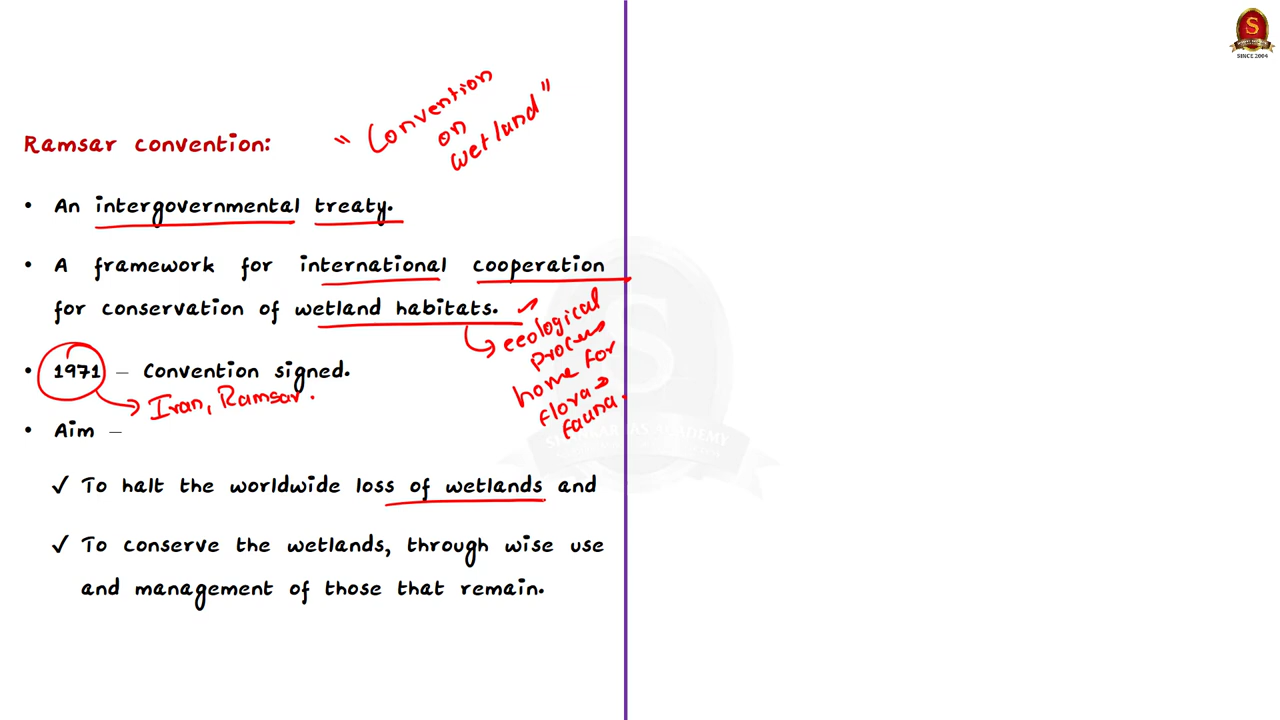 S
SINCE 2004
"Convention
on
wetland"
Ramsar convention:
• An intergovernmental treaty.
• A framework for international cooperation
for conservation of wetland habitats.
→ ecological
process
home for
flora &
fauna.
• 1971 – Convention signed.
→ Iran, Ramsar.
• Aim –
✓ To halt the worldwide loss of wetlands and
✓ To conserve the wetlands, through wise use
and management of those that remain.